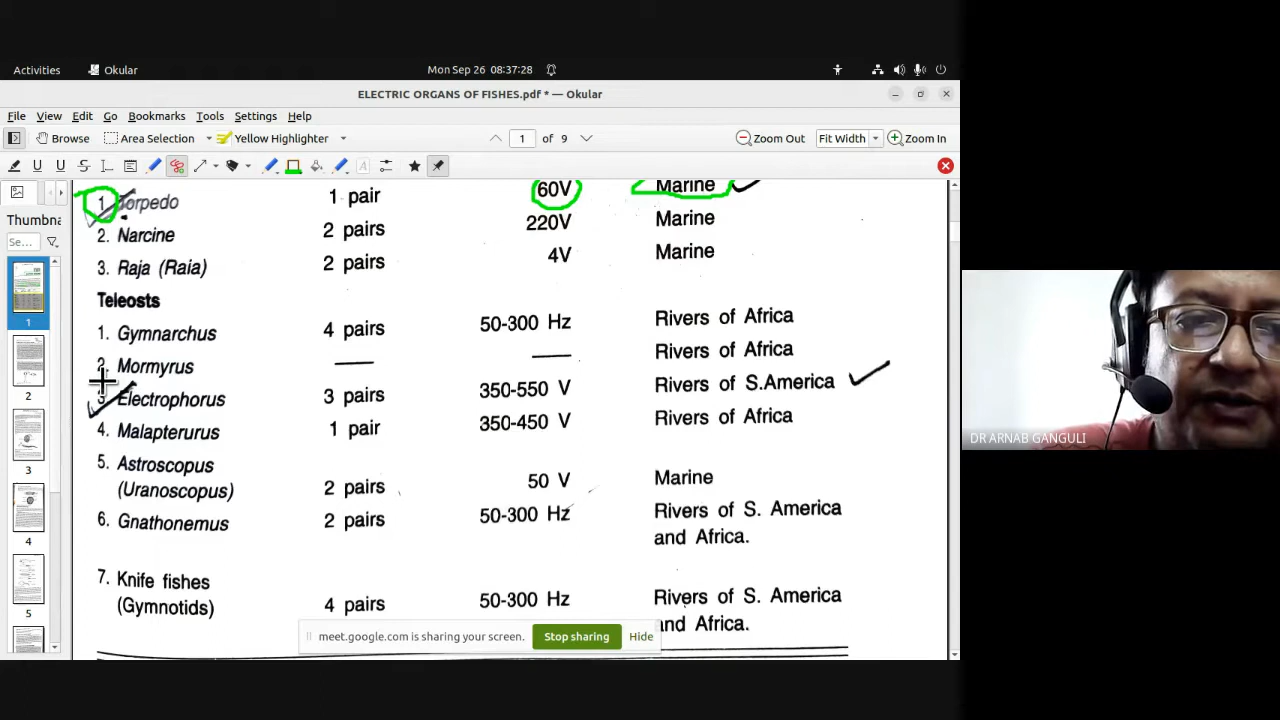 Activities Okular Mon Sep 26 08:37:28
ELECTRIC ORGANS OF FISHES.pdf * — Okular
File View Edit Go Bookmarks Tools Settings Help
Browse Area Selection Yellow Highlighter 1 of 9 Zoom Out Fit Width Zoom In
Thumbna
Se...
1
2
3
4
5
1. Torpedo 1 pair 60V Marine
2. Narcine 2 pairs 220V Marine
3. Raja (Raia) 2 pairs 4V Marine
Teleosts
1. Gymnarchus 4 pairs 50-300 Hz Rivers of Africa
2. Mormyrus — — Rivers of Africa
3. Electrophorus 3 pairs 350-550 V Rivers of S.America
4. Malapterurus 1 pair 350-450 V Rivers of Africa
5. Astroscopus
(Uranoscopus) 2 pairs 50 V Marine
6. Gnathonemus 2 pairs 50-300 Hz Rivers of S. America
and Africa.
7. Knife fishes
(Gymnotids) 4 pairs 50-300 Hz Rivers of S. America
and Africa.
meet.google.com is sharing your screen. Stop sharing Hide
DR ARNAB GANGULI